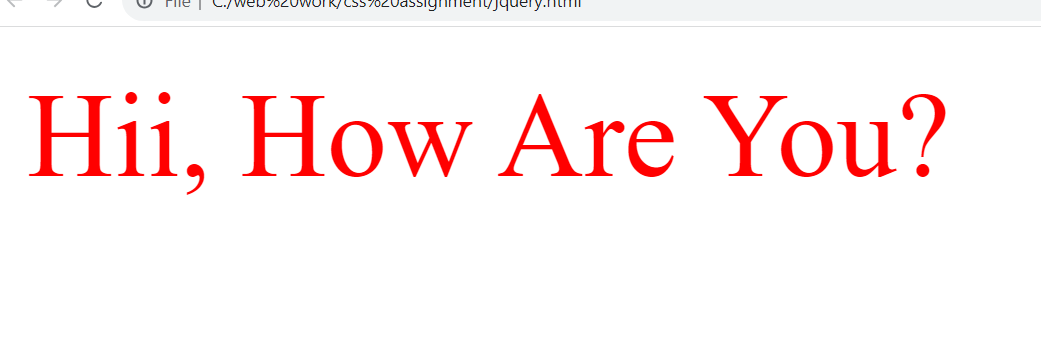 File | C:/web%20work/css%20assignment/jquery.html
Hii, How Are You?